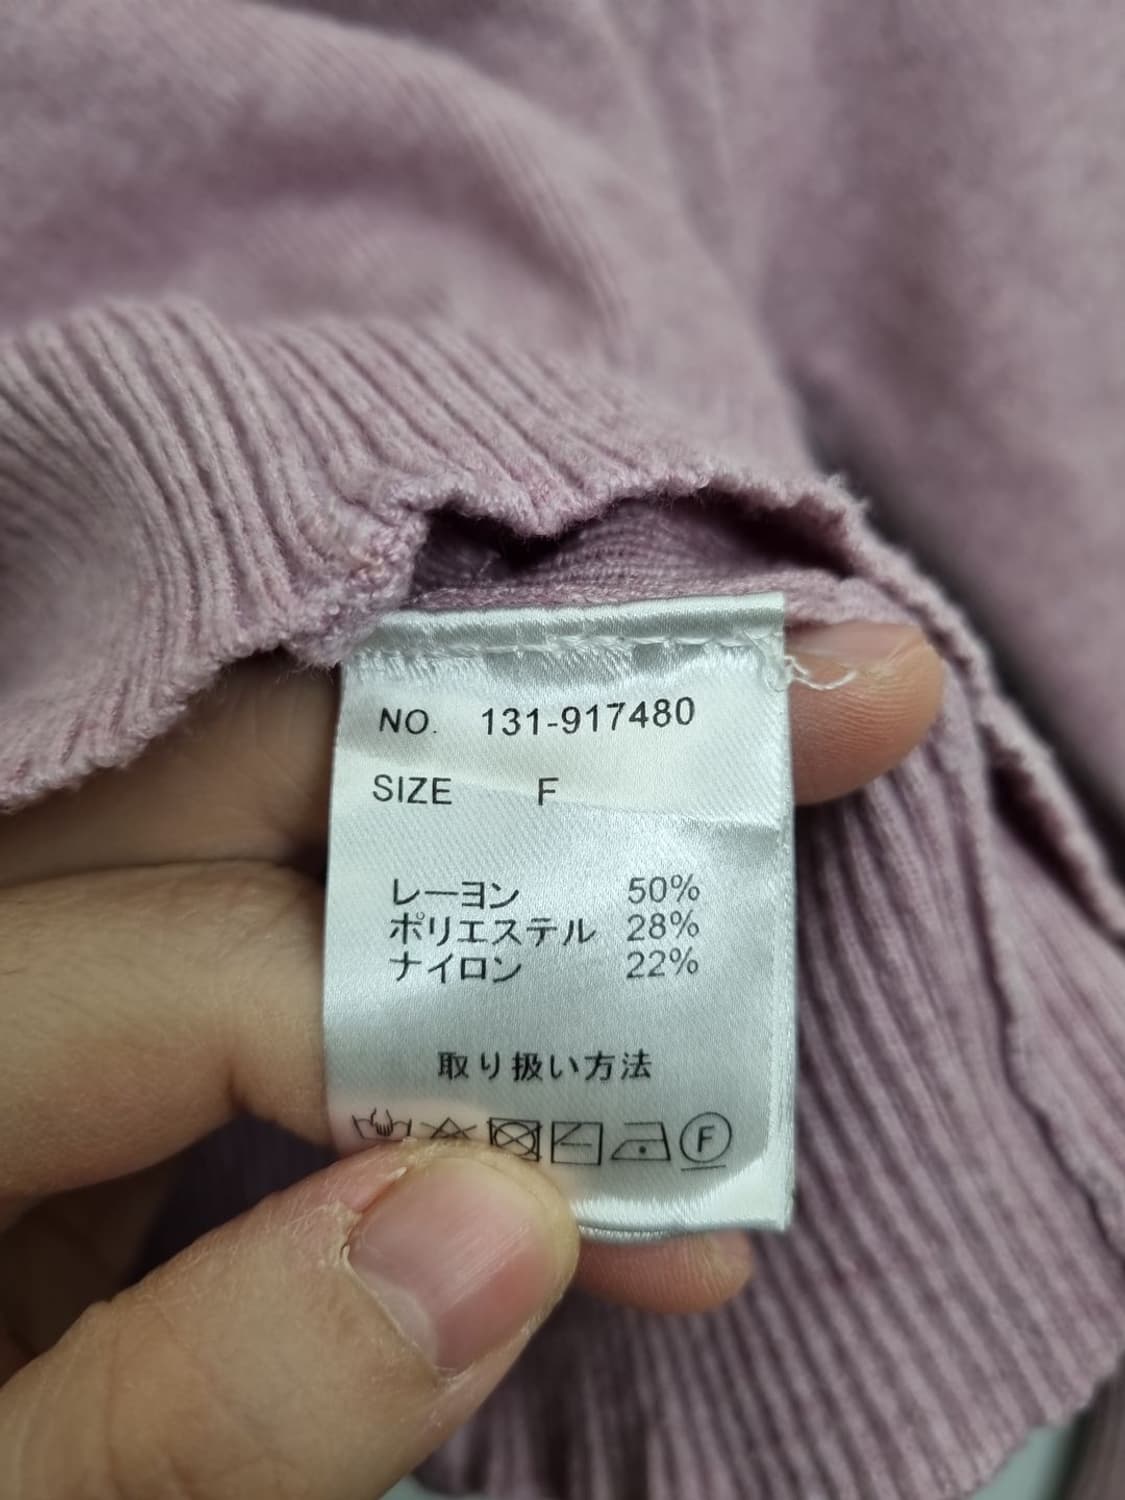 NO. 131-917480
SIZE F
レーヨン 50%
ポリエステル 28%
ナイロン 22%
取り扱い方法
F